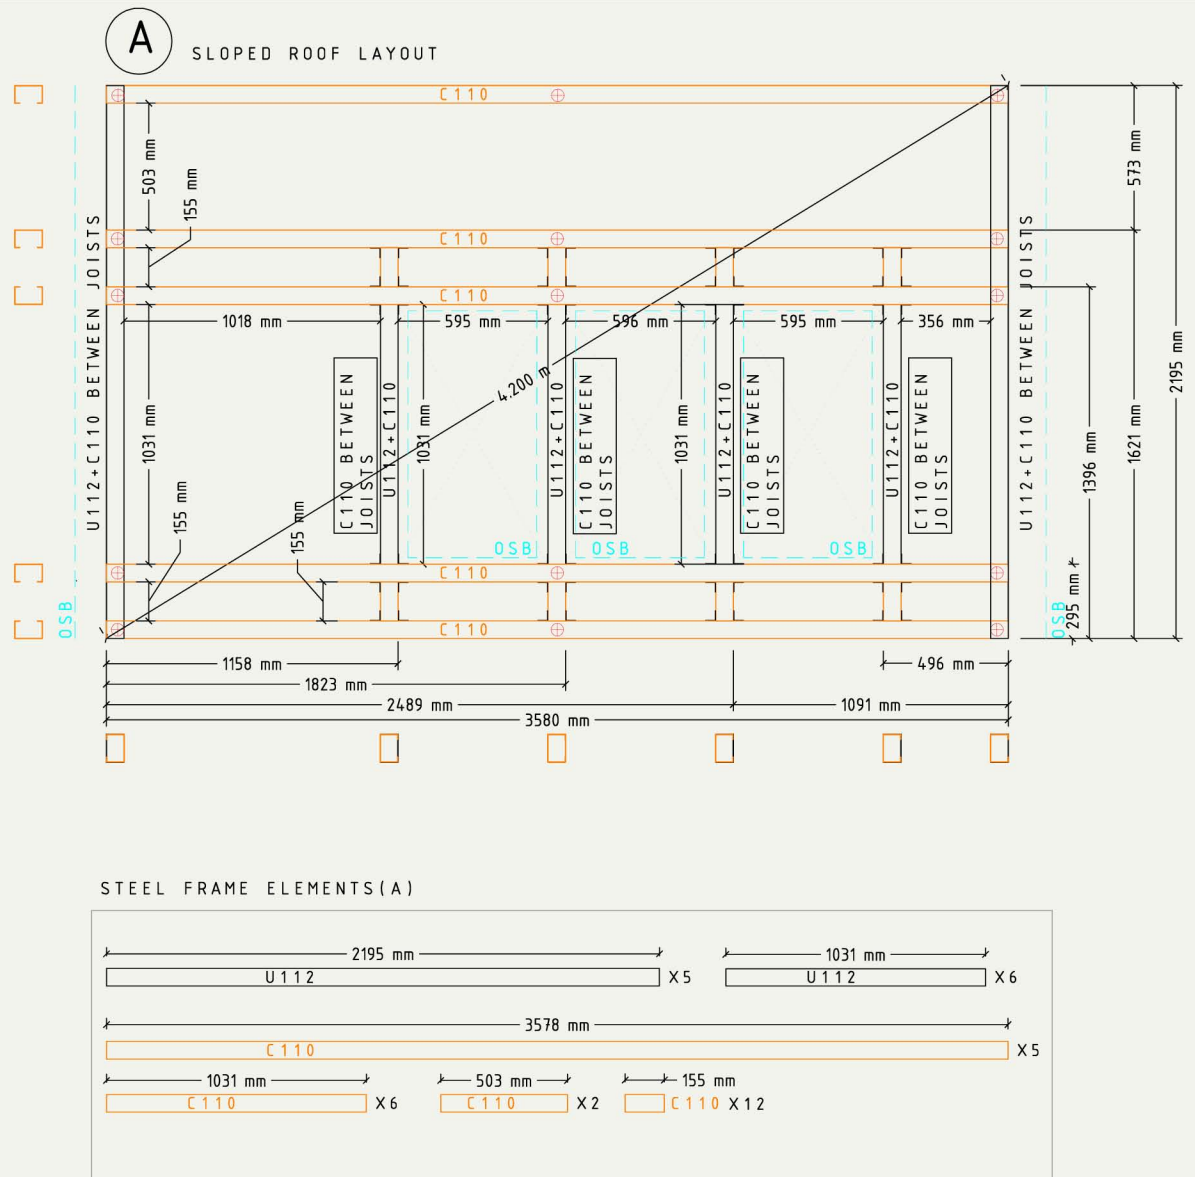 A
SLOPED ROOF LAYOUT
C110
503 mm
155 mm
573 mm
C110
C110
1018 mm
595 mm
596 mm
595 mm
356 mm
U112+C110 BETWEEN JOISTS
U112+C110 BETWEEN JOISTS
2195 mm
4.200 m
1031 mm
C110 BETWEEN
JOISTS
U112+C110
1031 mm
U112+C110
C110 BETWEEN
JOISTS
1031 mm
U112+C110
C110 BETWEEN
JOISTS
U112+C110
C110 BETWEEN
JOISTS
1396 mm
1621 mm
155 mm
155 mm
OSB
OSB
OSB
C110
295 mm
OSB
OSB
C110
1158 mm
496 mm
1823 mm
2489 mm
1091 mm
3580 mm
STEEL FRAME ELEMENTS(A)
2195 mm
1031 mm
U112
X5
U112
X6
3578 mm
C110
X5
1031 mm
503 mm
155 mm
C110
X6
C110
X2
C110
X12